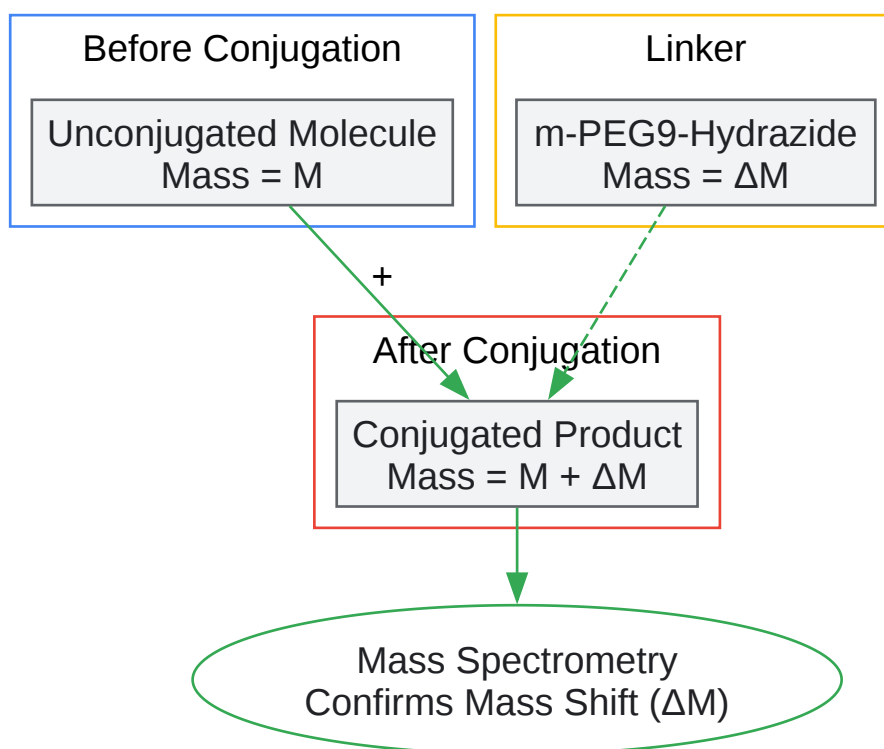 Before Conjugation
Unconjugated Molecule
Mass = M
Linker
m-PEG9-Hydrazide
Mass = ΔM
+
After Conjugation
Conjugated Product
Mass = M + ΔM
Mass Spectrometry
Confirms Mass Shift (ΔM)